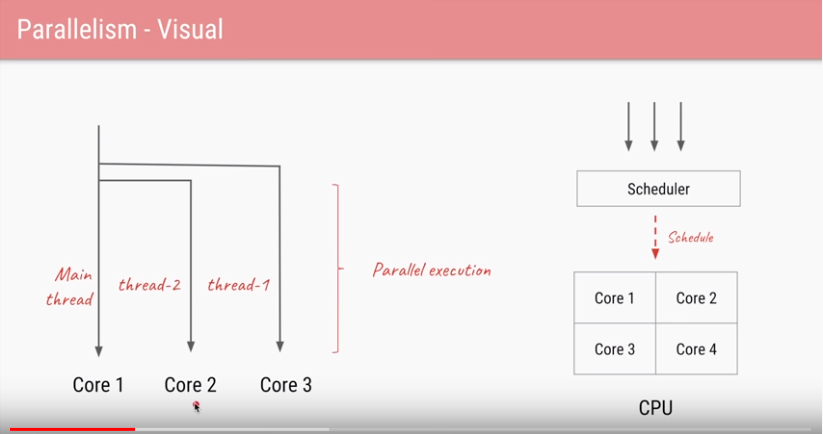 Parallelism - Visual
Main
thread
thread-2
thread-1
Parallel execution
Core 1
Core 2
Core 3
Scheduler
Schedule
Core 1
Core 2
Core 3
Core 4
CPU